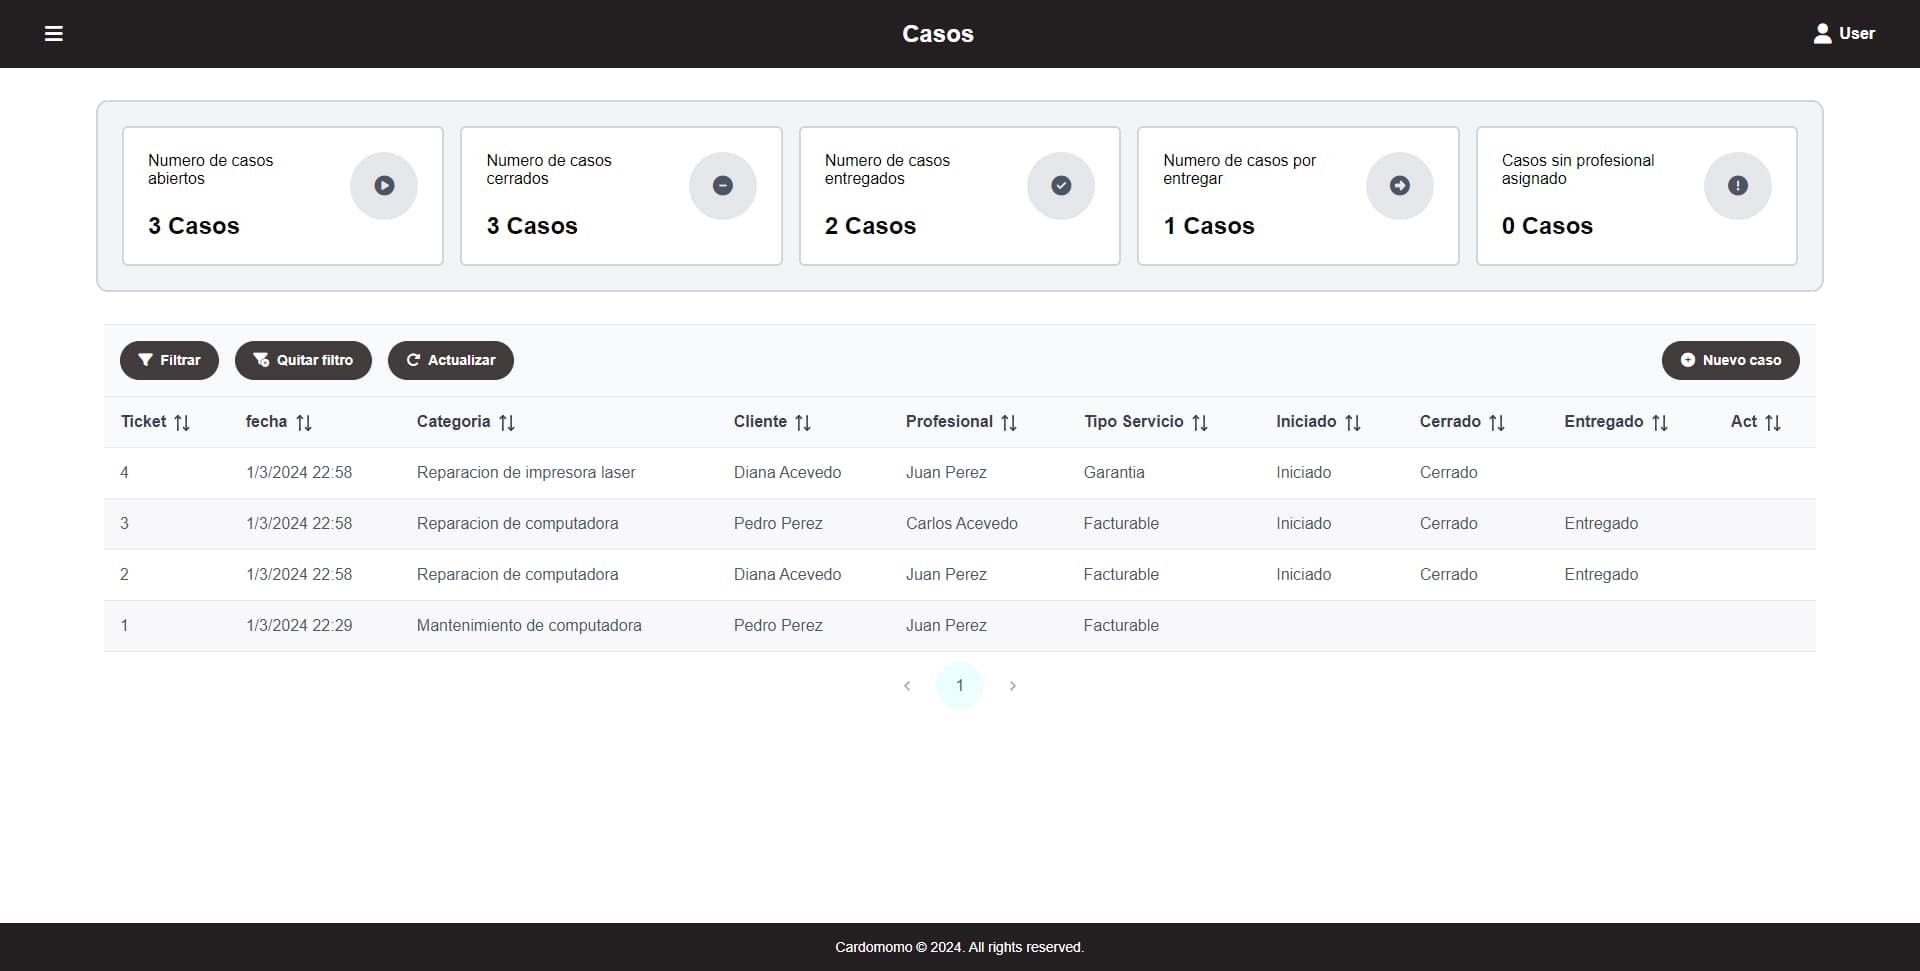 Casos
User
Numero de casos
abiertos
3 Casos
Numero de casos
cerrados
3 Casos
Numero de casos
entregados
2 Casos
Numero de casos por
entregar
1 Casos
Casos sin profesional
asignado
0 Casos
Filtrar Quitar filtro Actualizar Nuevo caso
Ticket fecha Categoria Cliente Profesional Tipo Servicio Iniciado Cerrado Entregado Act
4 1/3/2024 22:58 Reparacion de impresora laser Diana Acevedo Juan Perez Garantia Iniciado Cerrado
3 1/3/2024 22:58 Reparacion de computadora Pedro Perez Carlos Acevedo Facturable Iniciado Cerrado Entregado
2 1/3/2024 22:58 Reparacion de computadora Diana Acevedo Juan Perez Facturable Iniciado Cerrado Entregado
1 1/3/2024 22:29 Mantenimiento de computadora Pedro Perez Juan Perez Facturable
1
Cardomomo © 2024. All rights reserved.